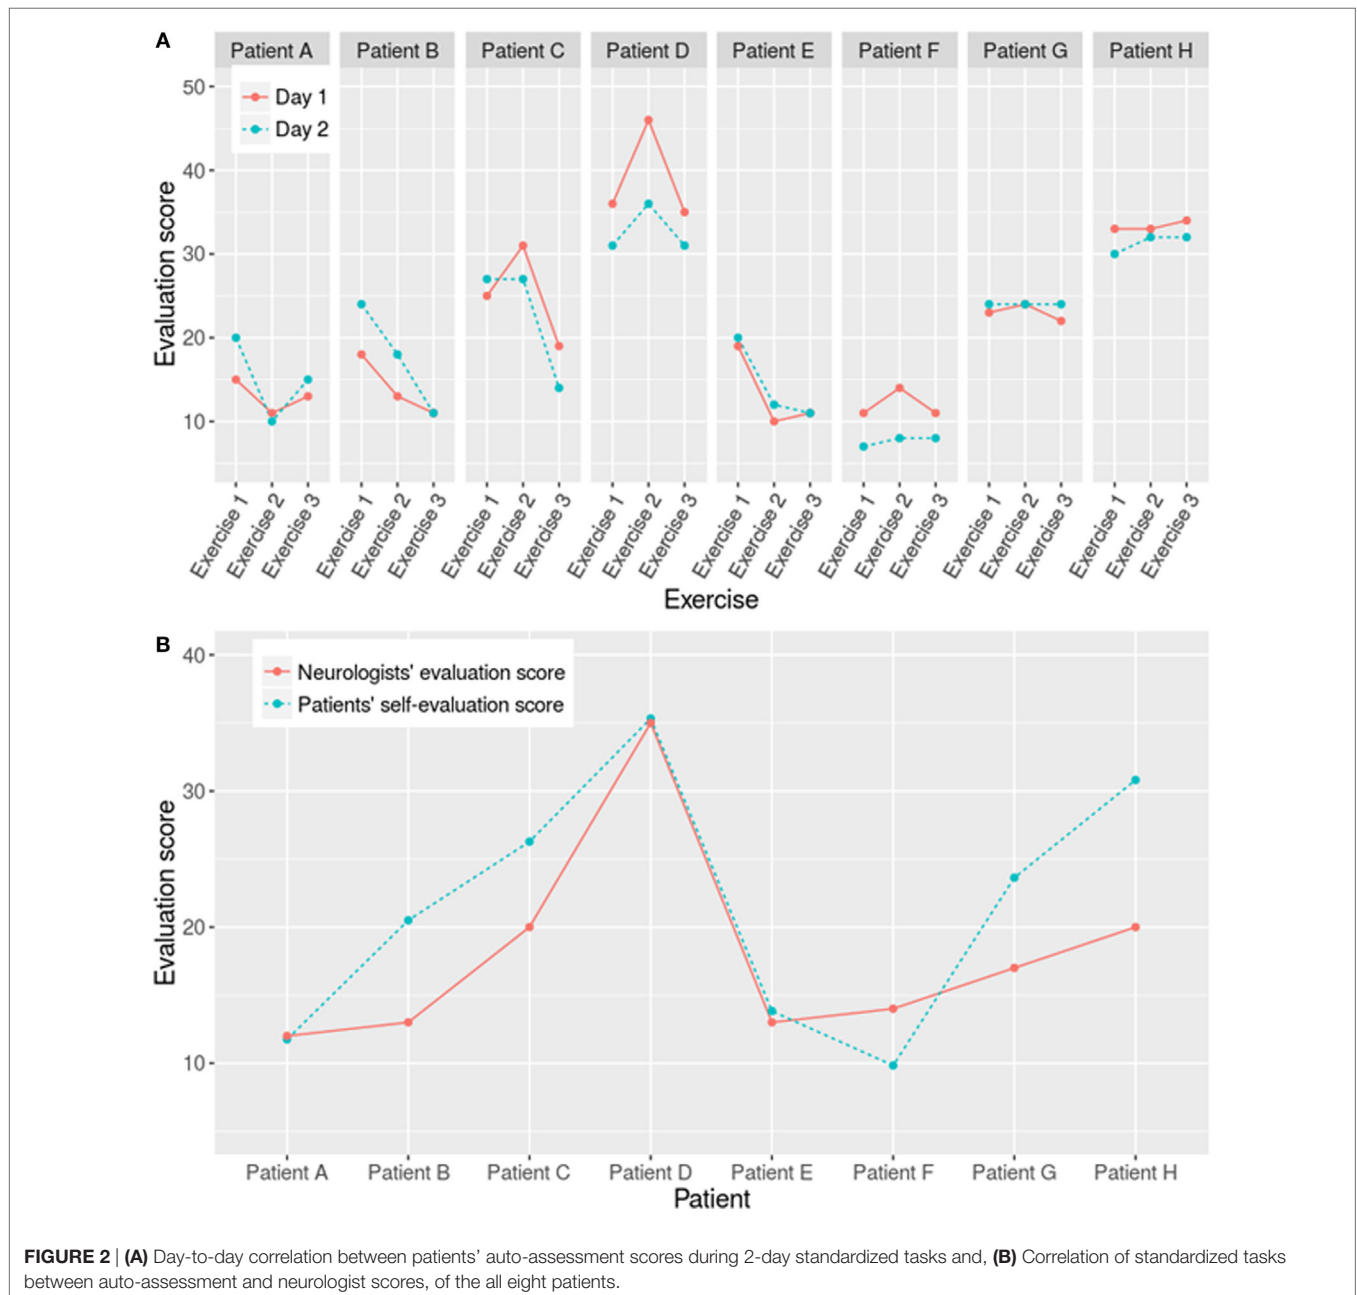 A
Patient A Patient B Patient C Patient D Patient E Patient F Patient G Patient H
Day 1
Day 2
50
40
30
20
10
Evaluation score
Exercise 1 Exercise 2 Exercise 3 Exercise 1 Exercise 2 Exercise 3 Exercise 1 Exercise 2 Exercise 3 Exercise 1 Exercise 2 Exercise 3 Exercise 1 Exercise 2 Exercise 3 Exercise 1 Exercise 2 Exercise 3 Exercise 1 Exercise 2 Exercise 3 Exercise 1 Exercise 2 Exercise 3
Exercise
B
Neurologists' evaluation score
Patients' self-evaluation score
40
30
20
10
Evaluation score
Patient A Patient B Patient C Patient D Patient E Patient F Patient G Patient H
Patient
FIGURE 2 | (A) Day-to-day correlation between patients’ auto-assessment scores during 2-day standardized tasks and, (B) Correlation of standardized tasks
between auto-assessment and neurologist scores, of the all eight patients.